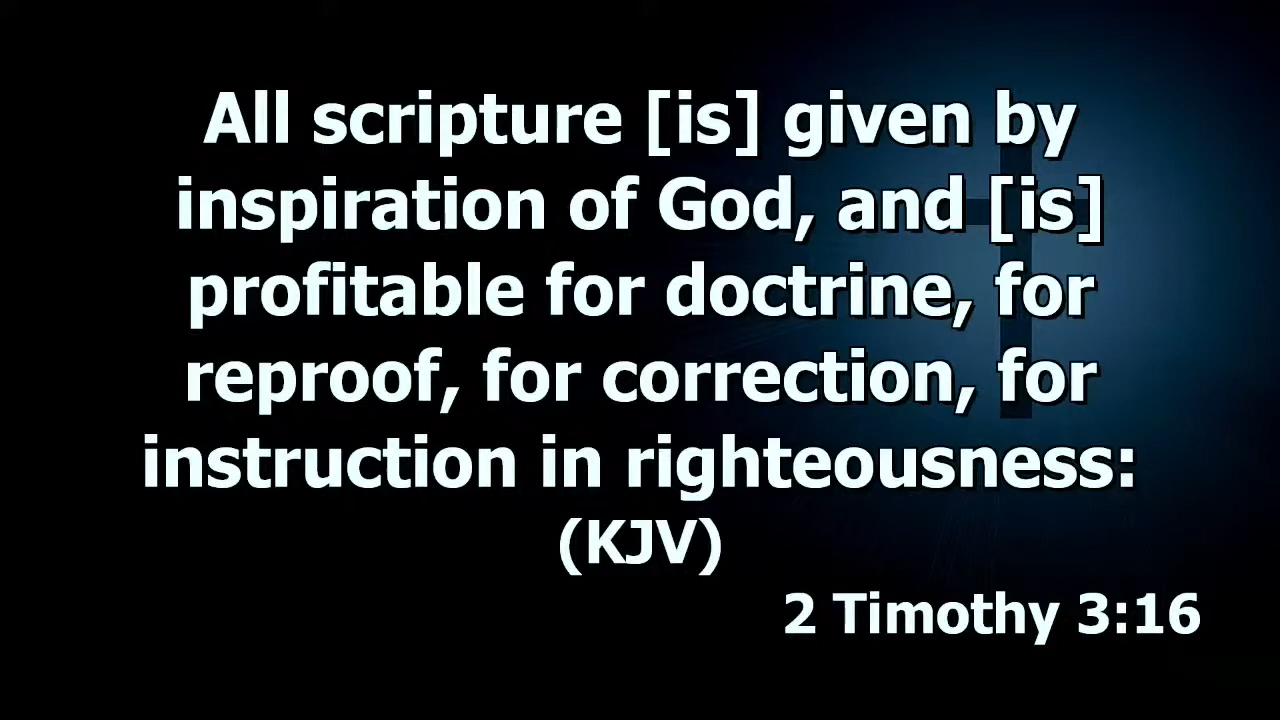 All scripture [is] given by
inspiration of God, and [is]
profitable for doctrine, for
reproof, for correction, for
instruction in righteousness:
(KJV)
2 Timothy 3:16